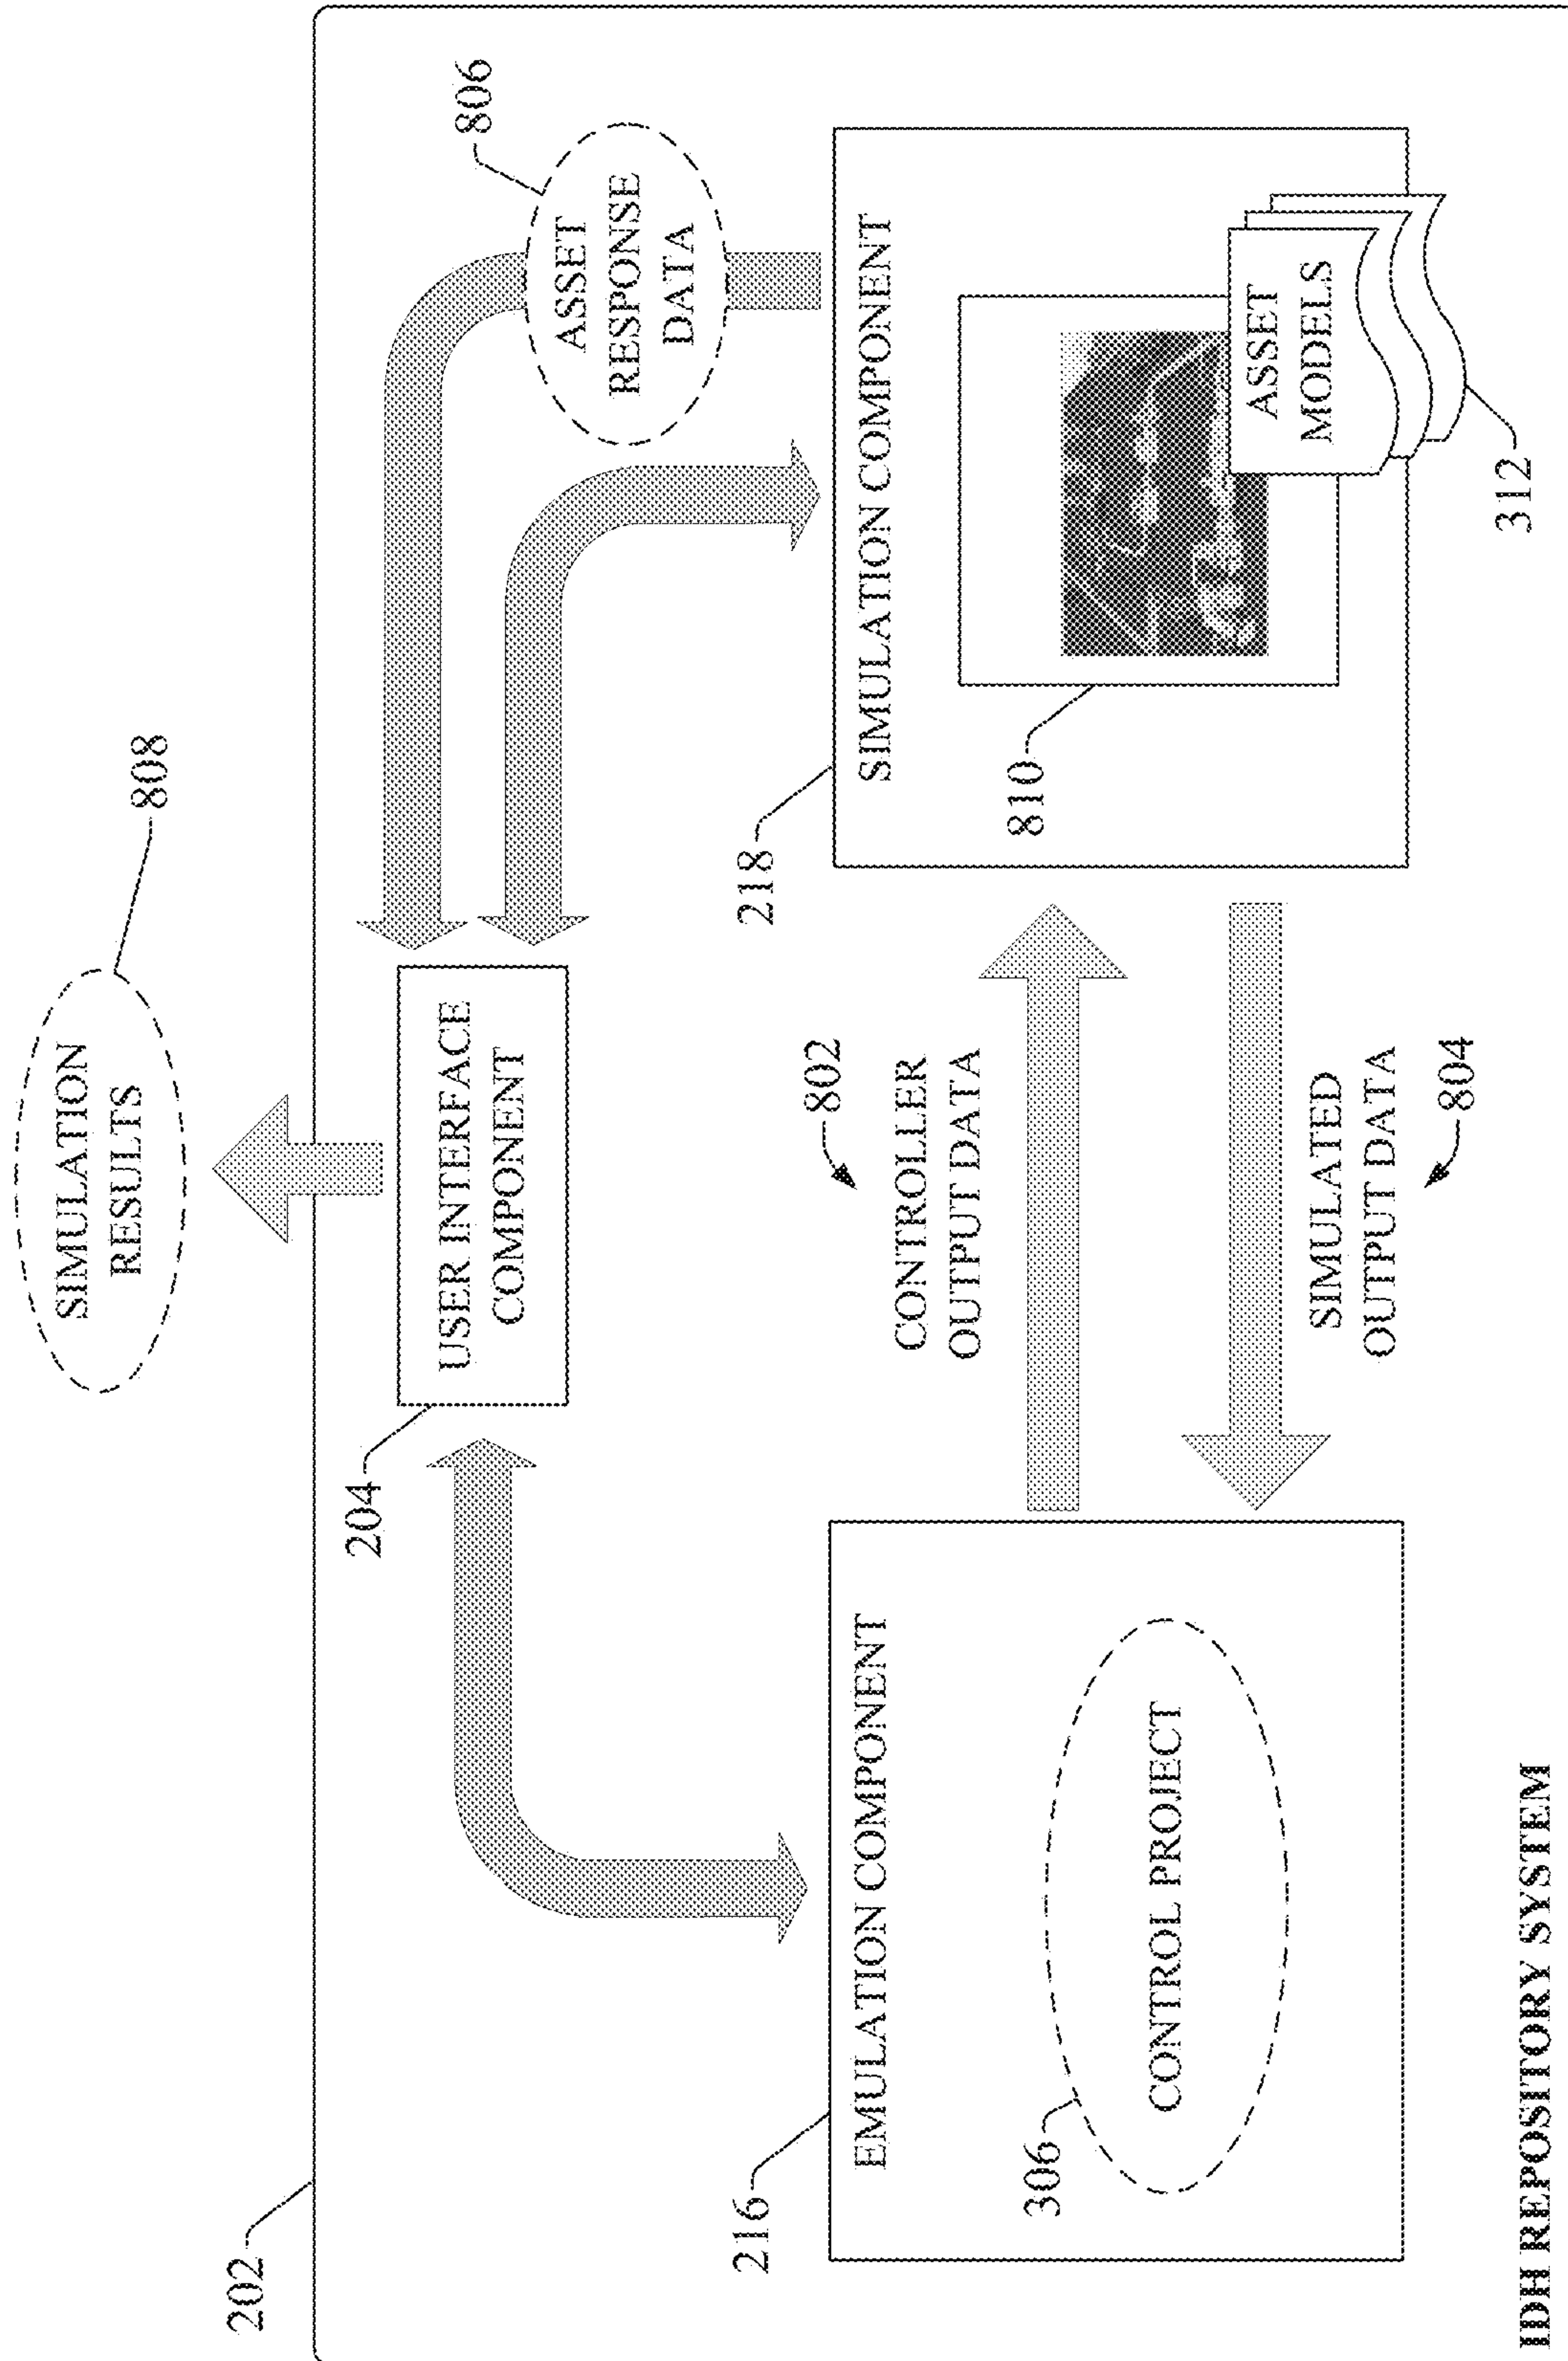 808
SIMULATION
RESULTS
202
204
USER INTERFACE
COMPONENT
806
ASSET
RESPONSE
DATA
216
EMULATION COMPONENT
306
CONTROL PROJECT
802
CONTROLLER
OUTPUT DATA
SIMULATED
OUTPUT DATA
804
218
SIMULATION COMPONENT
810
ASSET
MODELS
312
IDH REPOSITORY SYSTEM